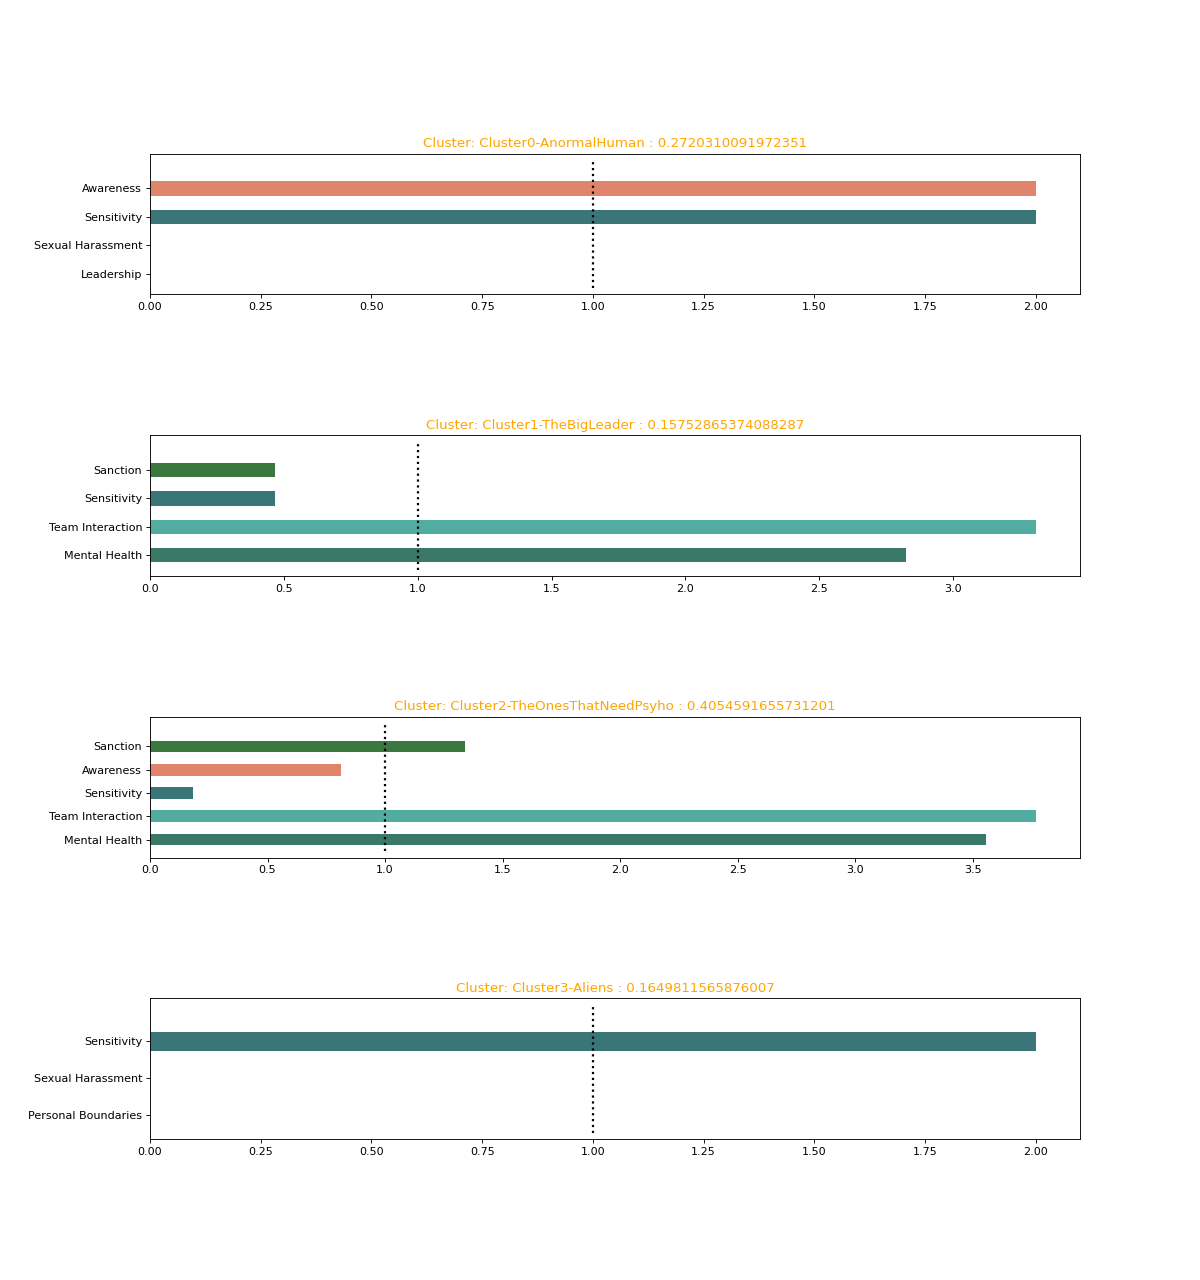 Cluster: Cluster0-AnormalHuman : 0.2720310091972351
Awareness
Sensitivity
Sexual Harassment
Leadership
0.00 0.25 0.50 0.75 1.00 1.25 1.50 1.75 2.00
Cluster: Cluster1-TheBigLeader : 0.15752865374088287
Sanction
Sensitivity
Team Interaction
Mental Health
0.0 0.5 1.0 1.5 2.0 2.5 3.0
Cluster: Cluster2-TheOnesThatNeedPsyho : 0.4054591655731201
Sanction
Awareness
Sensitivity
Team Interaction
Mental Health
0.0 0.5 1.0 1.5 2.0 2.5 3.0 3.5
Cluster: Cluster3-Aliens : 0.1649811565876007
Sensitivity
Sexual Harassment
Personal Boundaries
0.00 0.25 0.50 0.75 1.00 1.25 1.50 1.75 2.00